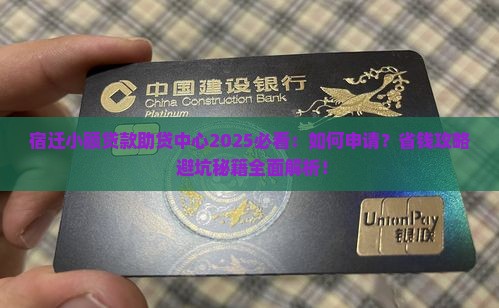 中国建设银行
China Construction Bank
Platinum
宿迁小额贷款助贷中心2025必看：如何申请？省钱攻略
避坑秘籍全面解析！
UnionPay
银联